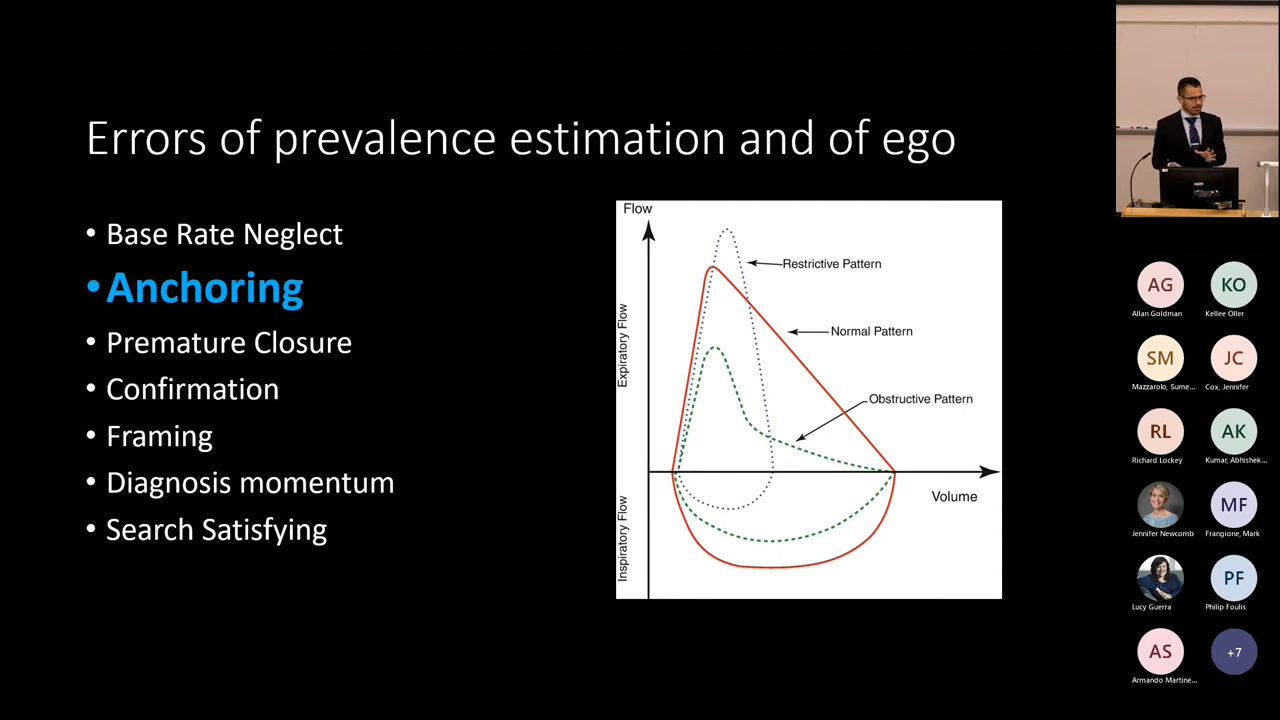 Errors of prevalence estimation and of ego
• Base Rate Neglect
• Anchoring
• Premature Closure
• Confirmation
• Framing
• Diagnosis momentum
• Search Satisfying
Flow
Restrictive Pattern
Normal Pattern
Obstructive Pattern
Expiratory Flow
Volume
Inspiratory Flow
AG
Allan Goldman
KO
Kellee Oller
SM
Mazzarolo, Sume...
JC
Cox, Jennifer
RL
Richard Lockey
AK
Kumar, Abhishek...
Jennifer Newcomb
MF
Frangione, Mark
Lucy Guerra
PF
Philip Foulis
AS
Armando Martine...
+7